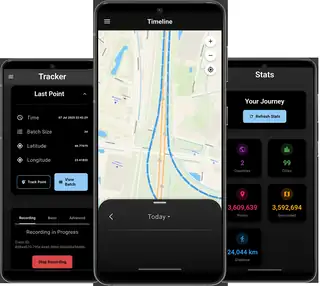 Tracker
Last Point
Time
Batch Size
Latitude
Longitude
Track Point
View
Batch
Recording
Basic
Advanced
Recording in Progress
Stop Recording
Timeline
Today
Stats
Your Journey
Refresh Stats
2
99
3,609,639
3,592,694
24,044 km